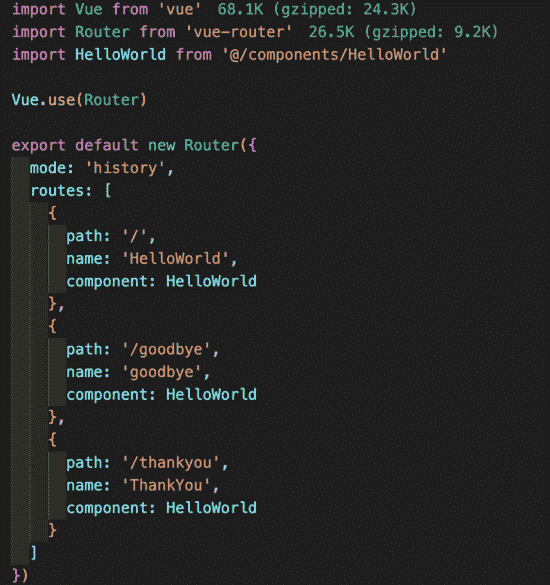 import Vue from 'vue'  68.1K (gzipped: 24.3K)
import Router from 'vue-router'  26.5K (gzipped: 9.2K)
import HelloWorld from '@/components/HelloWorld'

Vue.use(Router)

export default new Router({
  mode: 'history',
  routes: [
    {
      path: '/',
      name: 'HelloWorld',
      component: HelloWorld
    },
    {
      path: '/goodbye',
      name: 'goodbye',
      component: HelloWorld
    },
    {
      path: '/thankyou',
      name: 'ThankYou',
      component: HelloWorld
    }
  ]
})